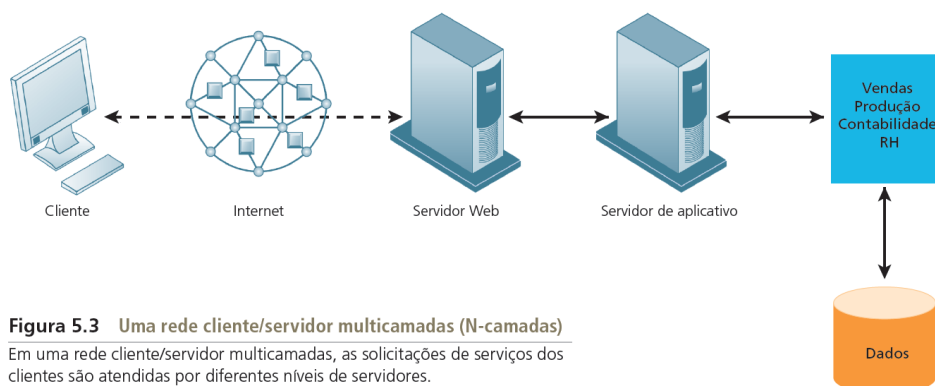 Vendas
Produção
Contabilidade
RH
Cliente
Internet
Servidor Web
Servidor de aplicativo
Dados
Figura 5.3 Uma rede cliente/servidor multicamadas (N-camadas)
Em uma rede cliente/servidor multicamadas, as solicitações de serviços dos
clientes são atendidas por diferentes níveis de servidores.